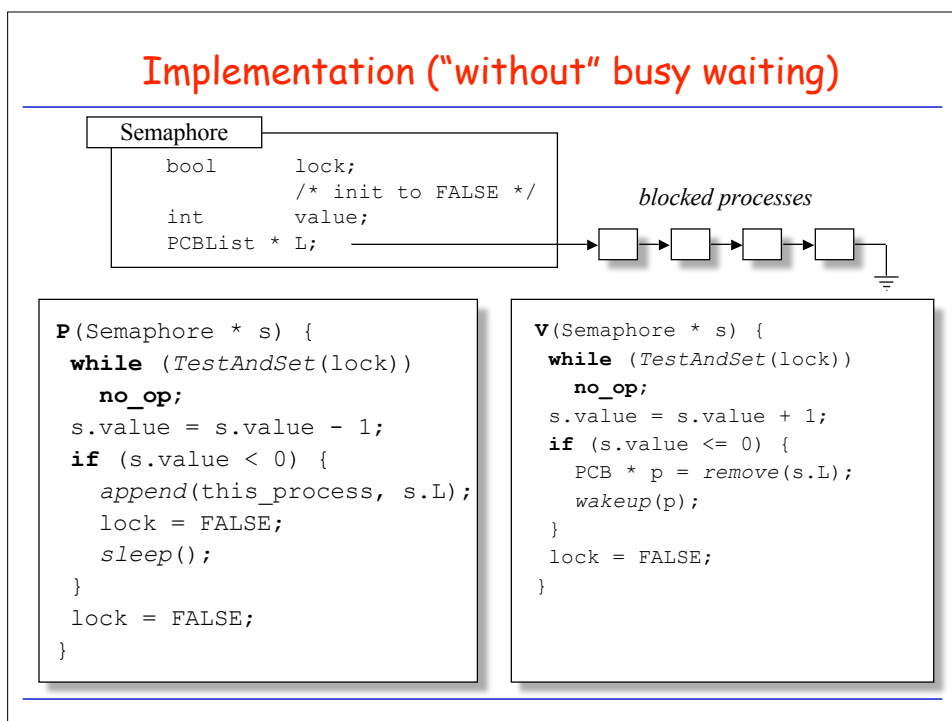 Implementation (“without” busy waiting)
Semaphore
bool lock;
/* init to FALSE */
int value;
PCBList * L;
blocked processes
P(Semaphore * s) {
while (TestAndSet(lock))
no_op;
s.value = s.value - 1;
if (s.value < 0) {
append(this_process, s.L);
lock = FALSE;
sleep();
}
lock = FALSE;
}
V(Semaphore * s) {
while (TestAndSet(lock))
no_op;
s.value = s.value + 1;
if (s.value <= 0) {
PCB * p = remove(s.L);
wakeup(p);
}
lock = FALSE;
}